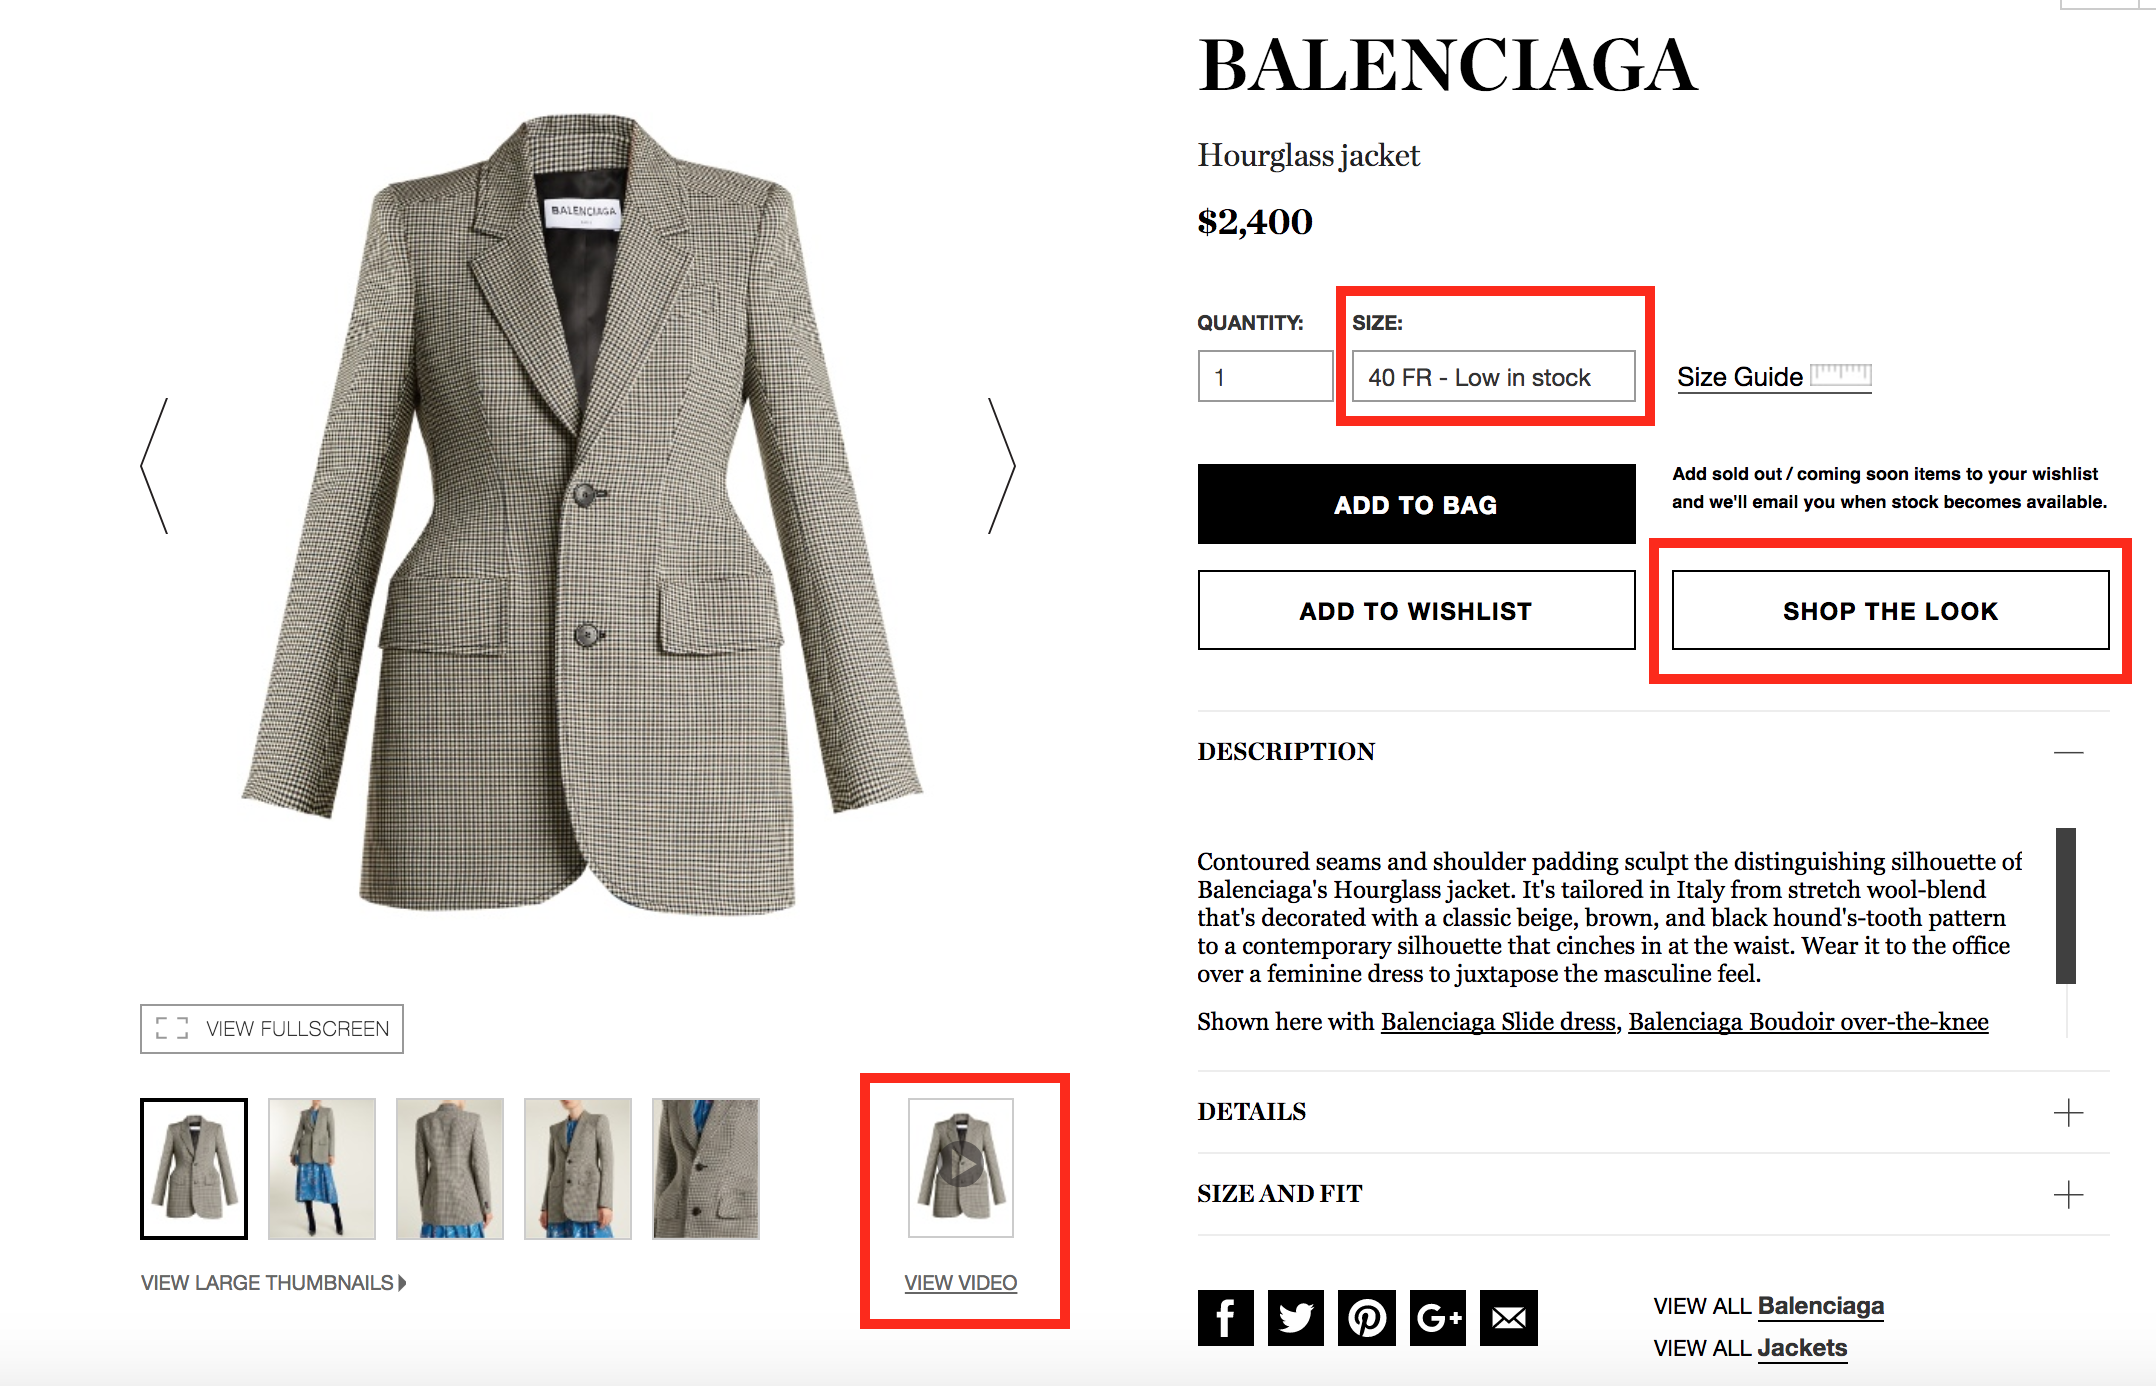 BALENCIAGA
Hourglass jacket
$2,400
QUANTITY:
SIZE:
1
40 FR - Low in stock
Size Guide
ADD TO BAG
Add sold out / coming soon items to your wishlist
and we'll email you when stock becomes available.
ADD TO WISHLIST
SHOP THE LOOK
DESCRIPTION
Contoured seams and shoulder padding sculpt the distinguishing silhouette of
Balenciaga's Hourglass jacket. It's tailored in Italy from stretch wool-blend
that's decorated with a classic beige, brown, and black hound's-tooth pattern
to a contemporary silhouette that cinches in at the waist. Wear it to the office
over a feminine dress to juxtapose the masculine feel.
Shown here with Balenciaga Slide dress, Balenciaga Boudoir over-the-knee
DETAILS
SIZE AND FIT
VIEW ALL Balenciaga
VIEW ALL Jackets
BALENCIAGA
VIEW FULLSCREEN
VIEW LARGE THUMBNAILS
VIEW VIDEO